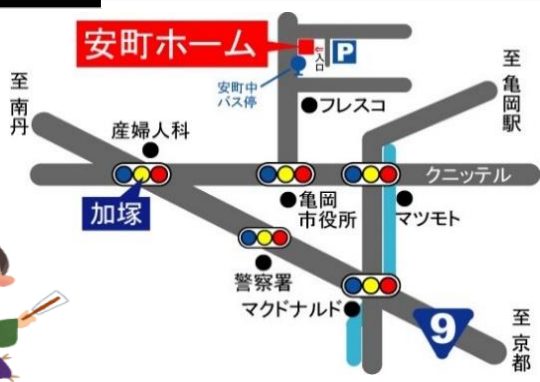 安町ホーム
入口
P
安町中
バス停
フレスコ
至 亀岡駅
至 南丹
産婦人科
クニッテル
加塚
亀岡
市役所
マツモト
警察署
マクドナルド
9
至 京都